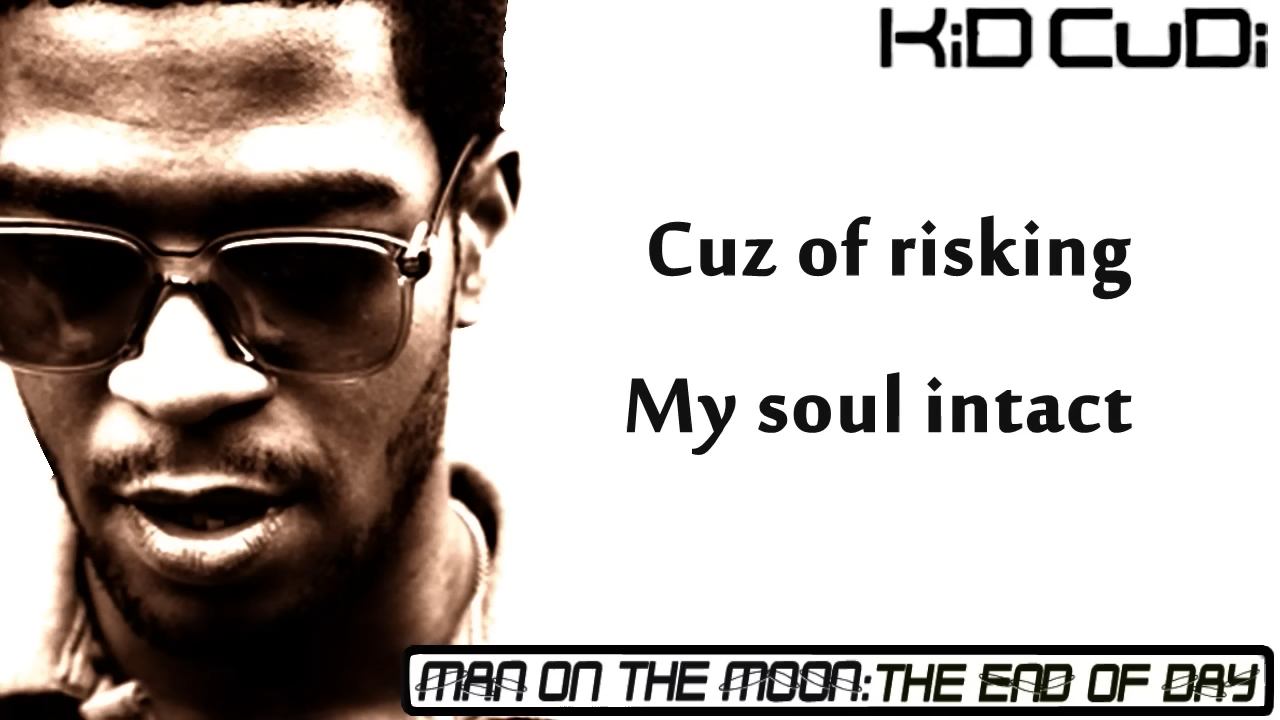 KiD CuDi
Cuz of risking
My soul intact
MAN ON THE MOON: THE END OF DAY